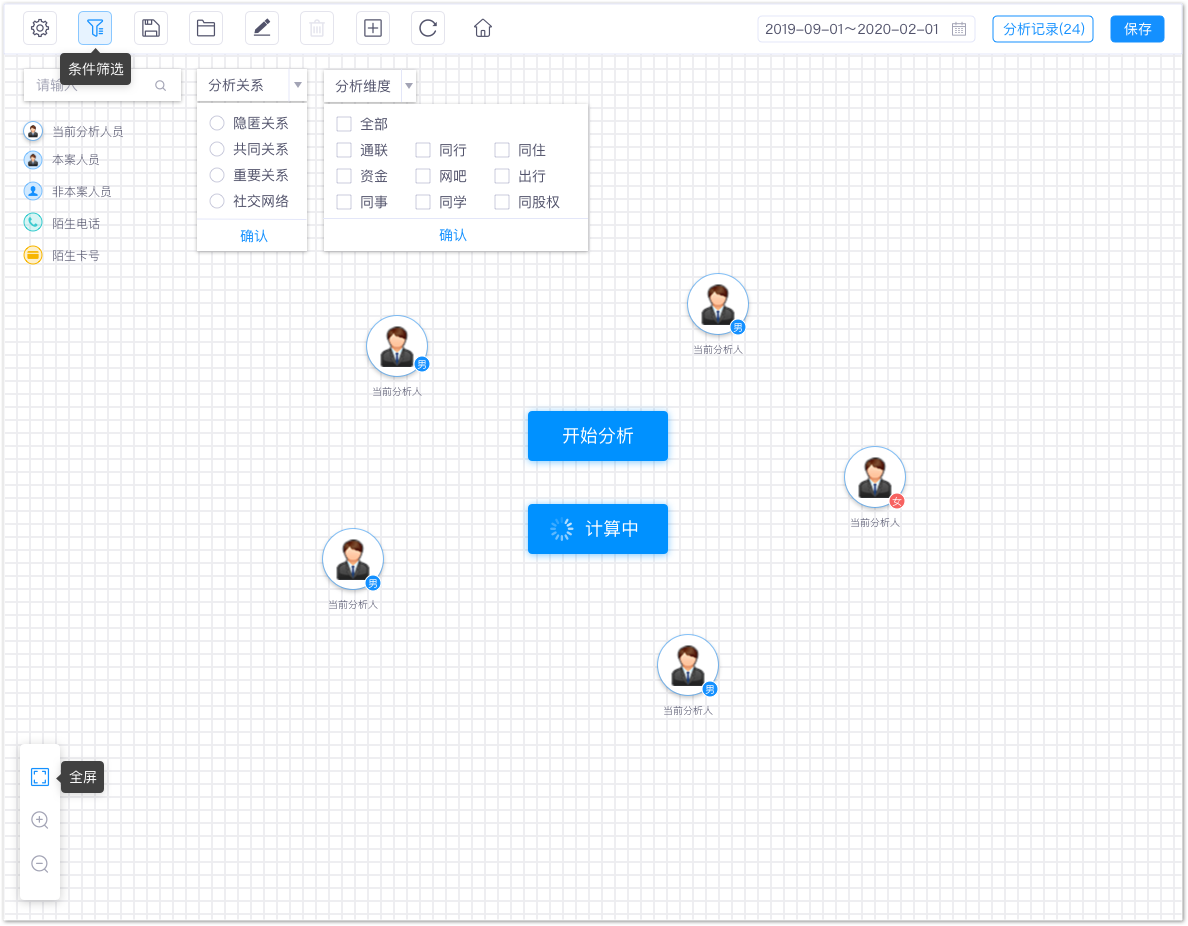 2019-09-01～2020-02-01
分析记录(24)
保存
条件筛选
请输入
分析关系
分析维度
当前分析人员
本案人员
非本案人员
陌生电话
陌生卡号
隐匿关系
共同关系
重要关系
社交网络
确认
全部
通联 同行 同住
资金 网吧 出行
同事 同学 同股权
确认
男
当前分析人
男
当前分析人
开始分析
女
当前分析人
计算中
男
当前分析人
男
当前分析人
全屏